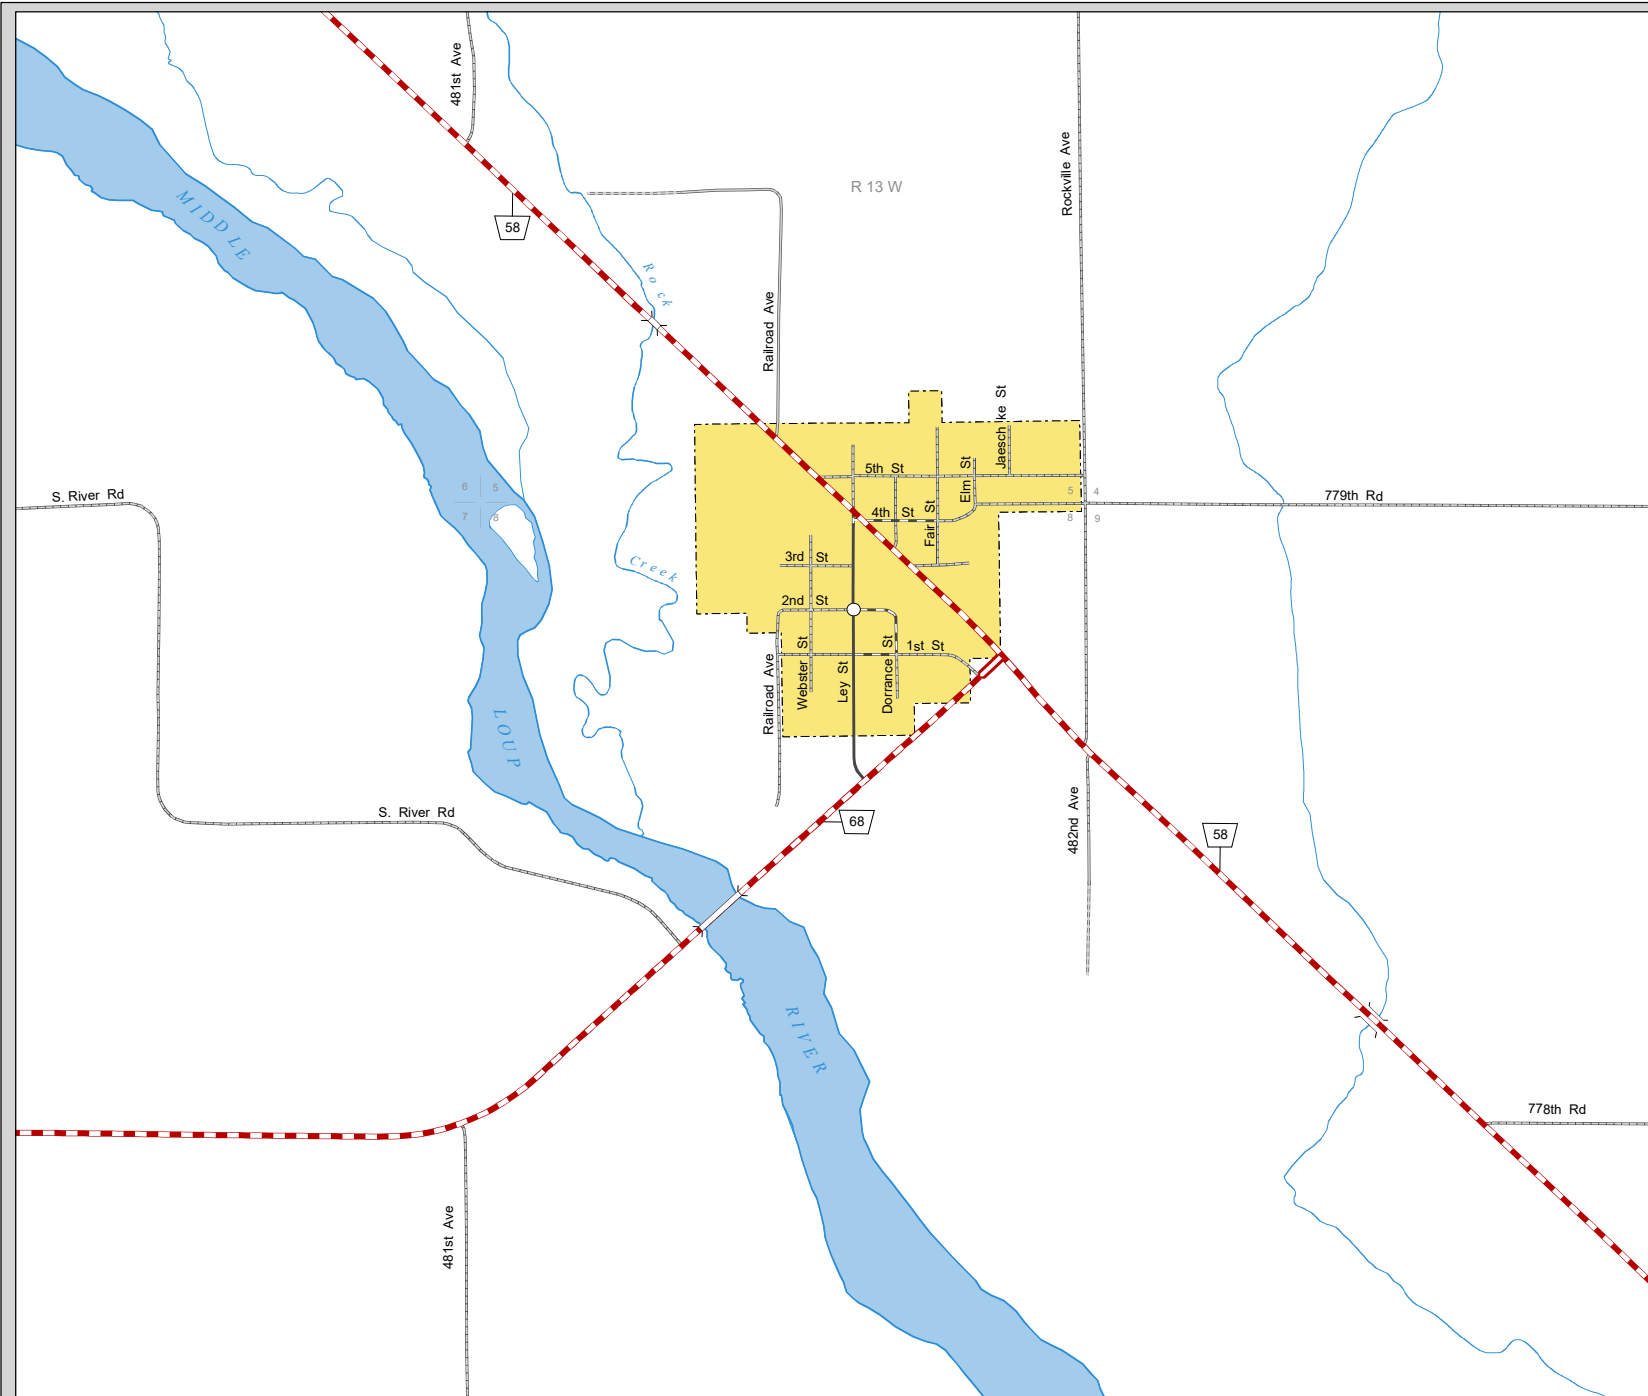 481st Ave
Rockville Ave
R 13 W
MIDDLE
58
Rock
Railroad Ave
Jaeschke St
5th St
Elm St
6 5
7 8
5 4
8 9
S. River Rd
779th Rd
4th St
Fair St
3rd St
Creek
2nd St
1st St
Railroad Ave
Webster St
Ley St
Dorrance St
LOUP
S. River Rd
68
482nd Ave
58
RIVER
778th Rd
481st Ave